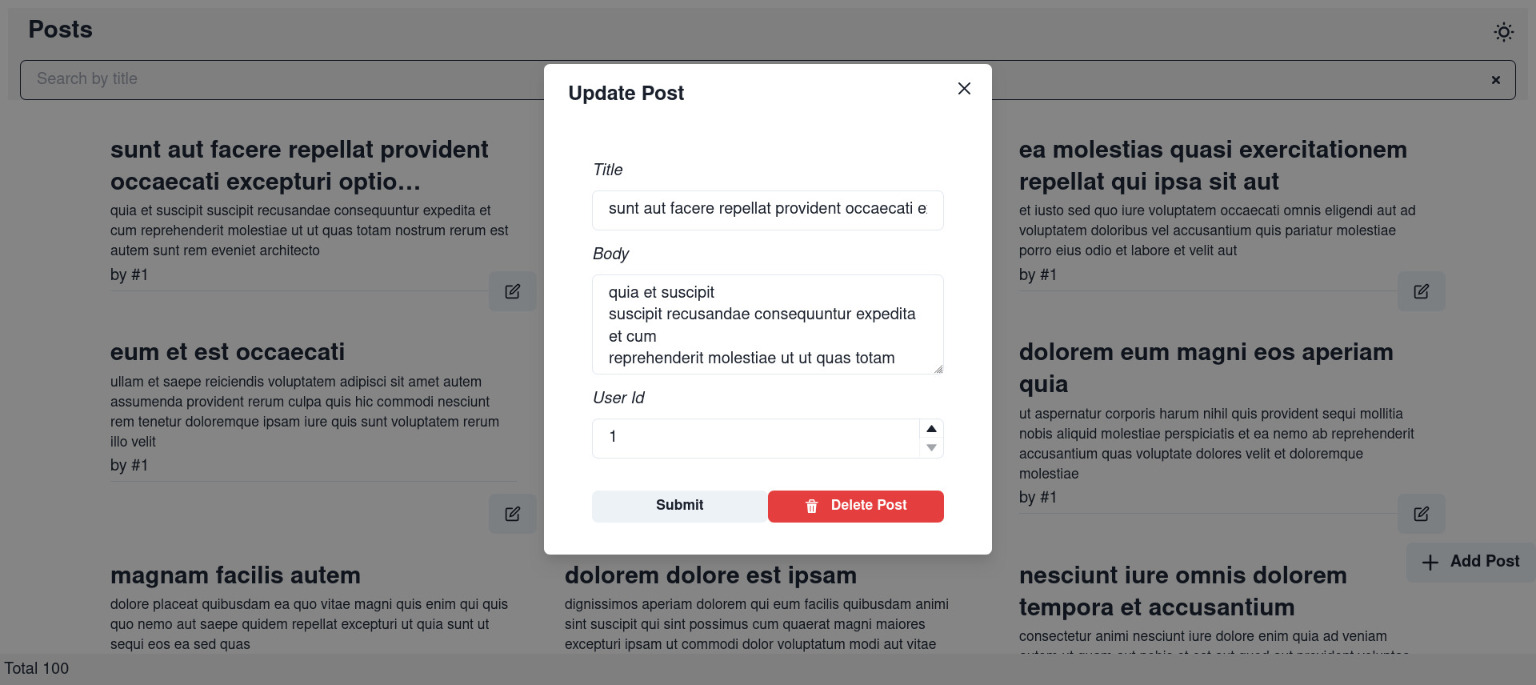 Posts
Search by title
sunt aut facere repellat provident
occaecati excepturi optio...
quia et suscipit suscipit recusandae consequuntur expedita et
cum reprehenderit molestiae ut ut quas totam nostrum rerum est
autem sunt rem eveniet architecto
by #1
Update Post
Title
sunt aut facere repellat provident occaecati e
Body
quia et suscipit
suscipit recusandae consequuntur expedita
et cum
reprehenderit molestiae ut ut quas totam
User Id
1
Submit
Delete Post
ea molestias quasi exercitationem
repellat qui ipsa sit aut
et iusto sed quo iure voluptatem occaecati omnis eligendi aut ad
voluptatem doloribus vel accusantium quis pariatur molestiae
porro eius odio et labore et velit aut
by #1
eum et est occaecati
ullam et saepe reiciendis voluptatem adipisci sit amet autem
assumenda provident rerum culpa quis hic commodi nesciunt
rem tenetur doloremque ipsam iure quis sunt voluptatem rerum
illo velit
by #1
dolorem eum magni eos aperiam
quia
ut aspernatur corporis harum nihil quis provident sequi mollitia
nobis aliquid molestiae perspiciatis et ea nemo ab reprehenderit
accusantium quas voluptate dolores velit et doloremque
molestiae
by #1
Add Post
magnam facilis autem
dolore placeat quibusdam ea quo vitae magni quis enim qui quis
quo nemo aut saepe quidem repellat excepturi ut quia sunt ut
sequi eos ea sed quas
dolorem dolore est ipsam
dignissimos aperiam dolorem qui eum facilis quibusdam animi
sint suscipit qui sint possimus cum quaerat magni maiores
excepturi ipsam ut commodi dolor voluptatum modi aut vitae
nesciunt iure omnis dolorem
tempora et accusantium
consectetur animi nesciunt iure dolore enim quia ad veniam
Total 100